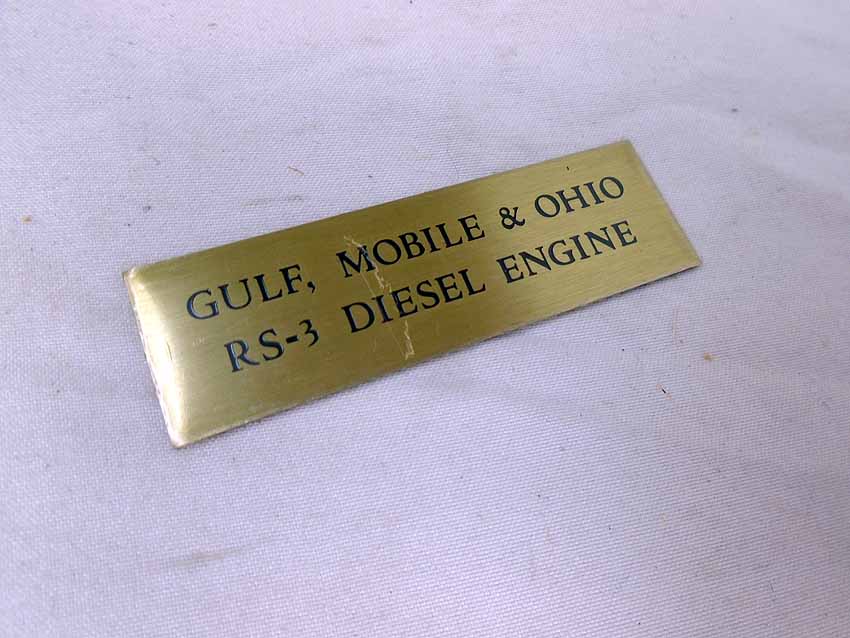 GULF, MOBILE & OHIO
RS-3 DIESEL ENGINE